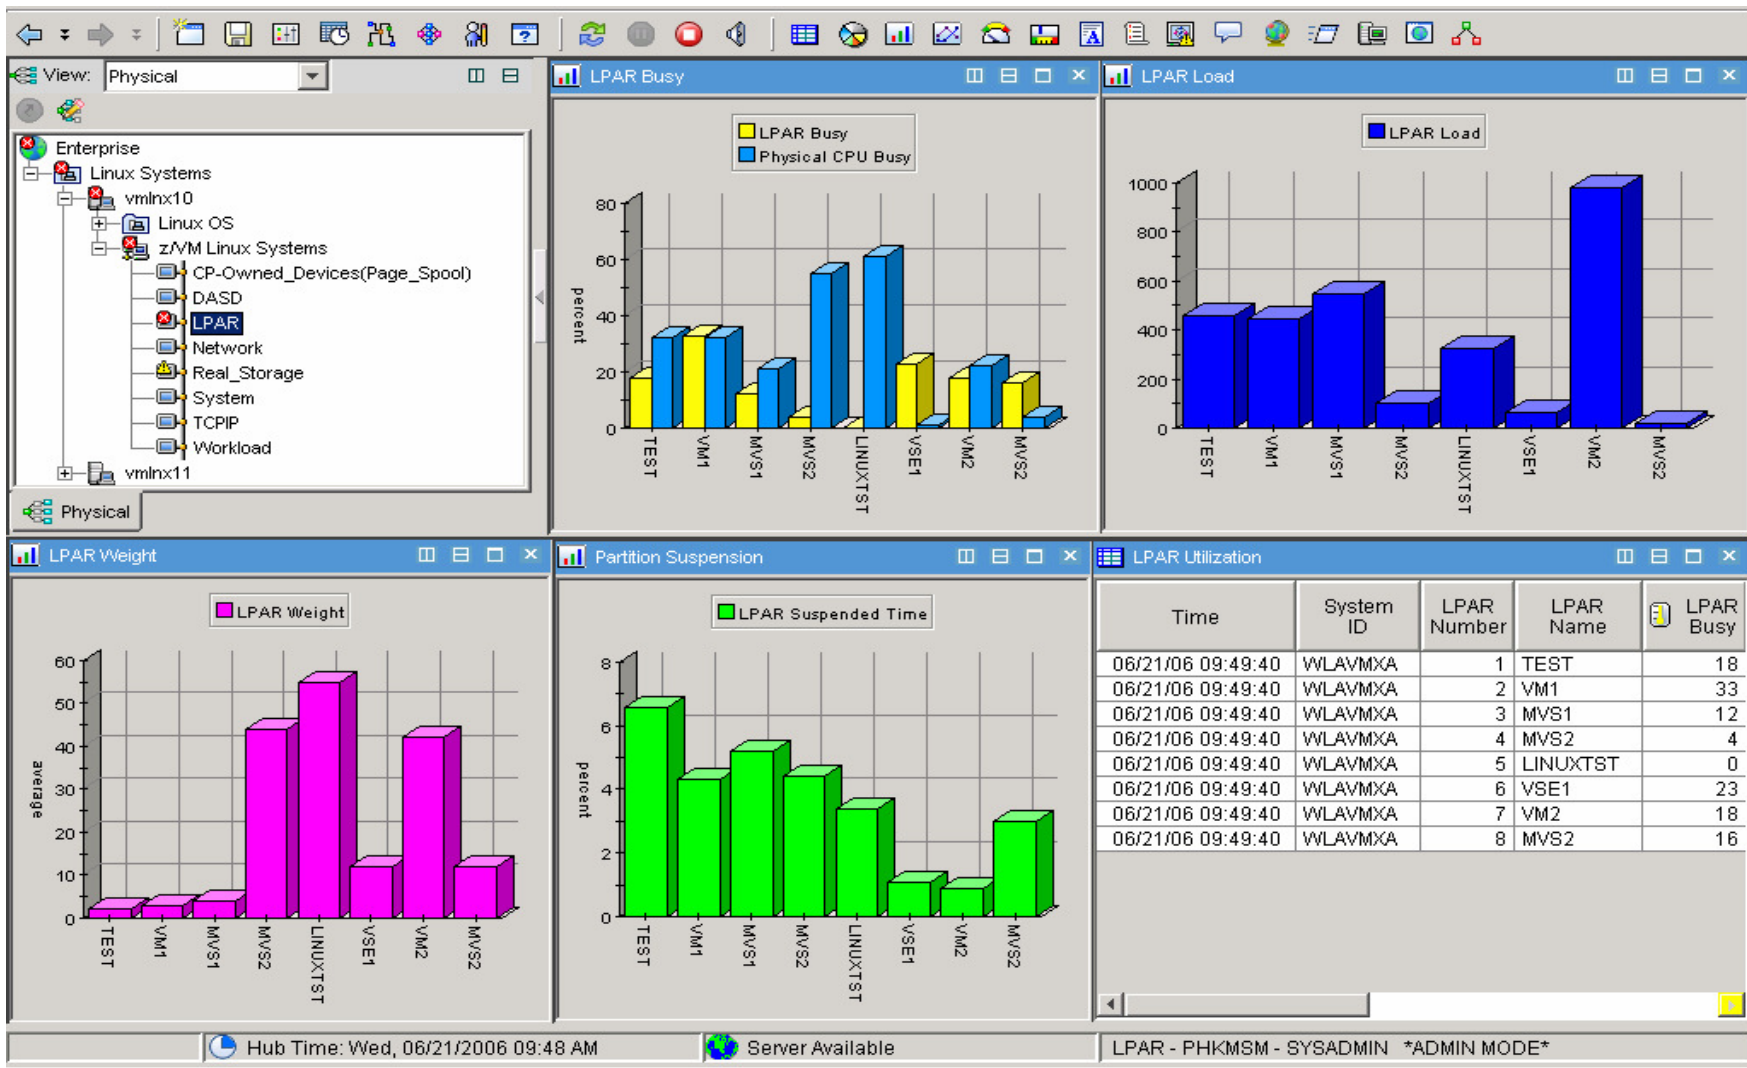 View: Physical
Enterprise
Linux Systems
vmlnx10
Linux OS
z/VM Linux Systems
CP-Owned_Devices(Page_Spool)
DASD
LPAR
Network
Real_Storage
System
TCPIP
Workload
vmlnx11
Physical
LPAR Busy
LPAR Busy
Physical CPU Busy
80
60
40
20
0
percent
TEST VM1 MVS1 MVS2 LINUXTST VSE1 VM2 MVS2
LPAR Load
LPAR Load
1000
800
600
400
200
0
TEST VM1 MVS1 MVS2 LINUXTST VSE1 VM2 MVS2
LPAR Weight
LPAR Weight
60
50
40
30
20
10
0
average
TEST VM1 MVS1 MVS2 LINUXTST VSE1 VM2 MVS2
Partition Suspension
LPAR Suspended Time
8
6
4
2
0
percent
TEST VM1 MVS1 MVS2 LINUXTST VSE1 VM2 MVS2
LPAR Utilization
Time System ID LPAR Number LPAR Name LPAR Busy
06/21/06 09:49:40 WLAVMXA 1 TEST 18
06/21/06 09:49:40 WLAVMXA 2 VM1 33
06/21/06 09:49:40 WLAVMXA 3 MVS1 12
06/21/06 09:49:40 WLAVMXA 4 MVS2 4
06/21/06 09:49:40 WLAVMXA 5 LINUXTST 0
06/21/06 09:49:40 WLAVMXA 6 VSE1 23
06/21/06 09:49:40 WLAVMXA 7 VM2 18
06/21/06 09:49:40 WLAVMXA 8 MVS2 16
Hub Time: Wed, 06/21/2006 09:48 AM
Server Available
LPAR - PHKMSM - SYSADMIN *ADMIN MODE*